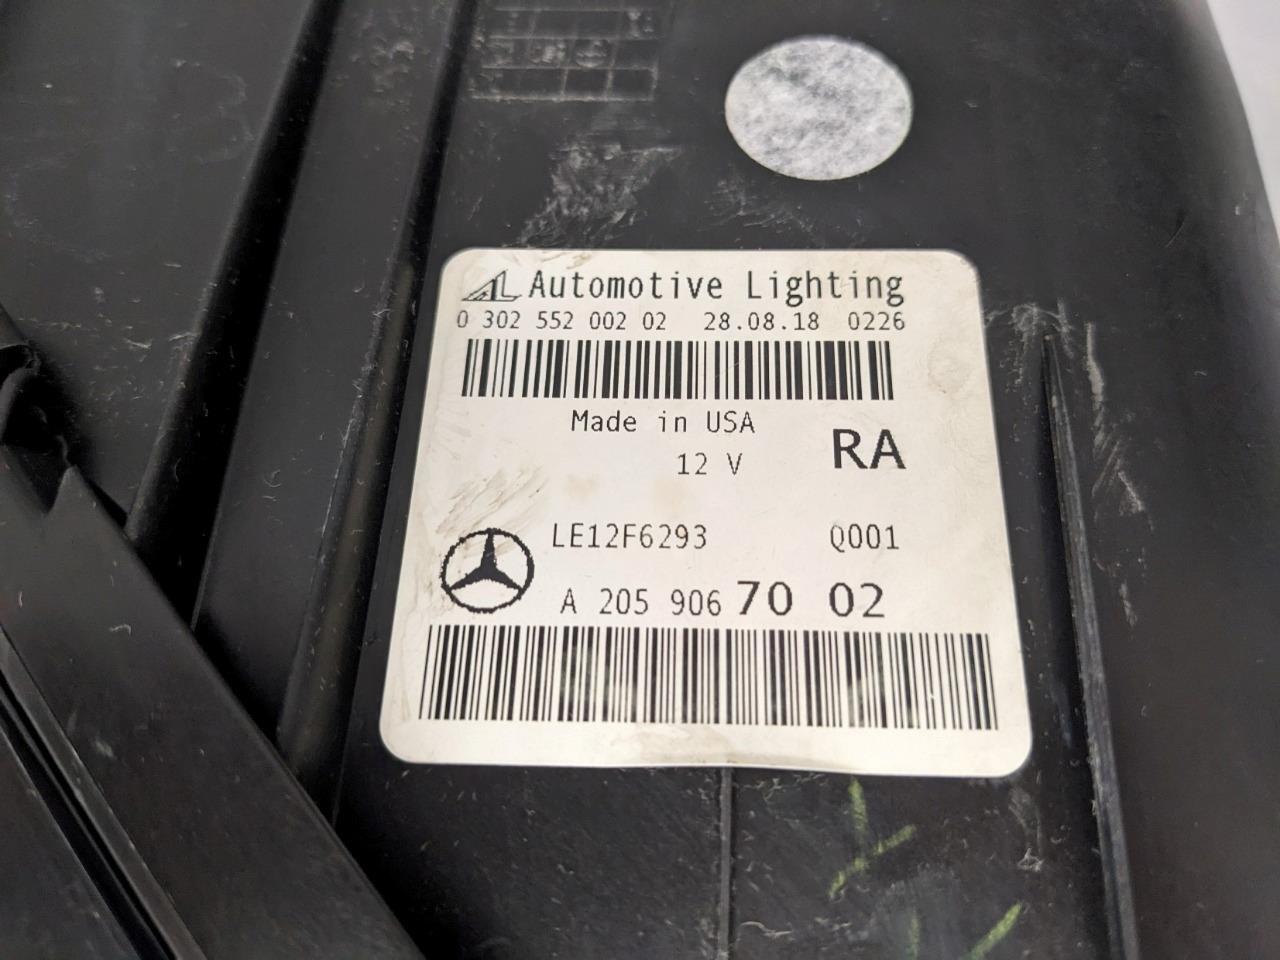 AL Automotive Lighting
0 302 552 002 02 28.08.18 0226
Made in USA
12 V RA
LE12F6293 Q001
A 205 906 70 02